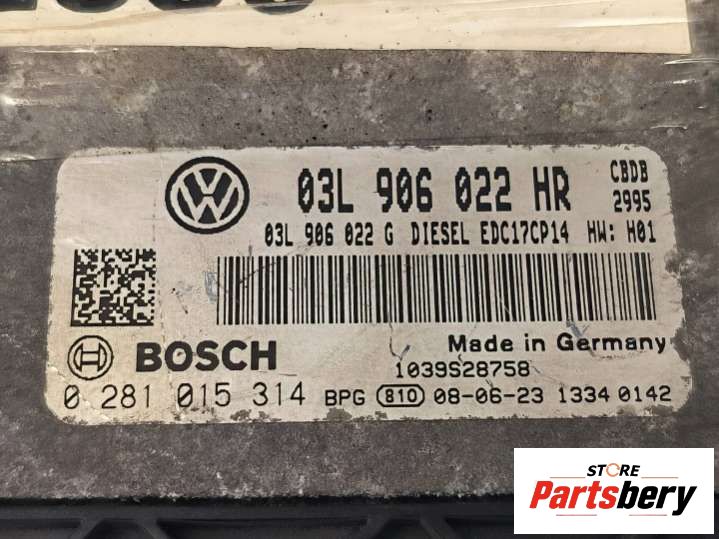 03L 906 022 HR
CBDB
2995
03L 906 022 G DIESEL EDC17CP14 HW: H01
Made in Germany
BOSCH
1039S28758
0 281 015 314 BPG 810 08-06-23 1334 0142
STORE
Partsbery